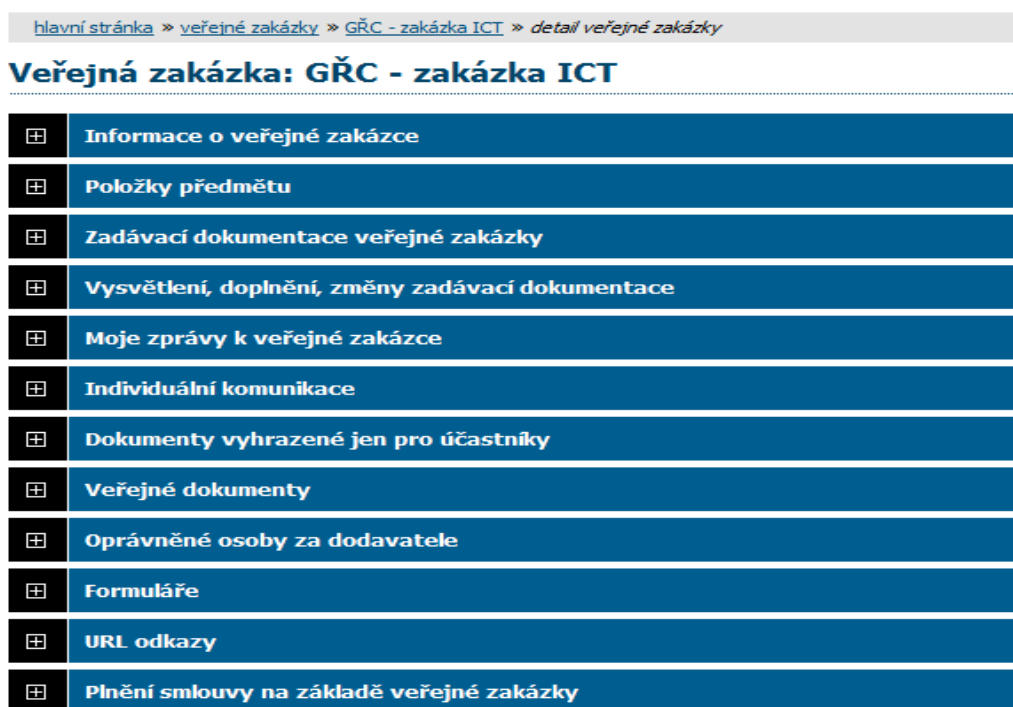 hlavní stránka » veřejné zakázky » GŘC - zakázka ICT » detail veřejné zakázky
Veřejná zakázka: GŘC - zakázka ICT
Informace o veřejné zakázce
Položky předmětu
Zadávací dokumentace veřejné zakázky
Vysvětlení, doplnění, změny zadávací dokumentace
Moje zprávy k veřejné zakázce
Individuální komunikace
Dokumenty vyhrazené jen pro účastníky
Veřejné dokumenty
Oprávněné osoby za dodavatele
Formuláře
URL odkazy
Plnění smlouvy na základě veřejné zakázky